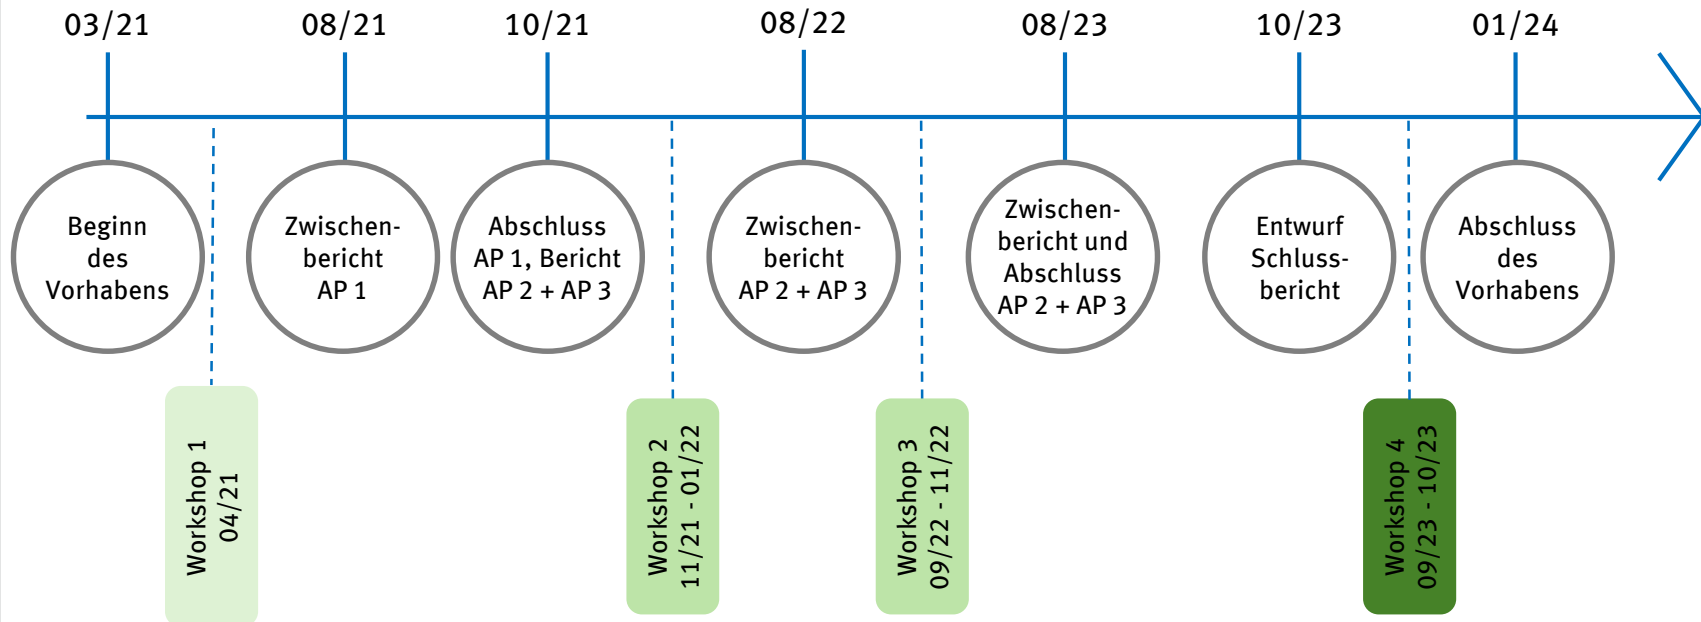 03/21
08/21
10/21
08/22
08/23
10/23
01/24
Beginn
des
Vorhabens
Zwischen-
bericht
AP 1
Abschluss
AP 1, Bericht
AP 2 + AP 3
Zwischen-
bericht
AP 2 + AP 3
Zwischen-
bericht und
Abschluss
AP 2 + AP 3
Entwurf
Schluss-
bericht
Abschluss
des
Vorhabens
Workshop 1
04/21
Workshop 2
11/21 - 01/22
Workshop 3
09/22 - 11/22
Workshop 4
09/23 - 10/23